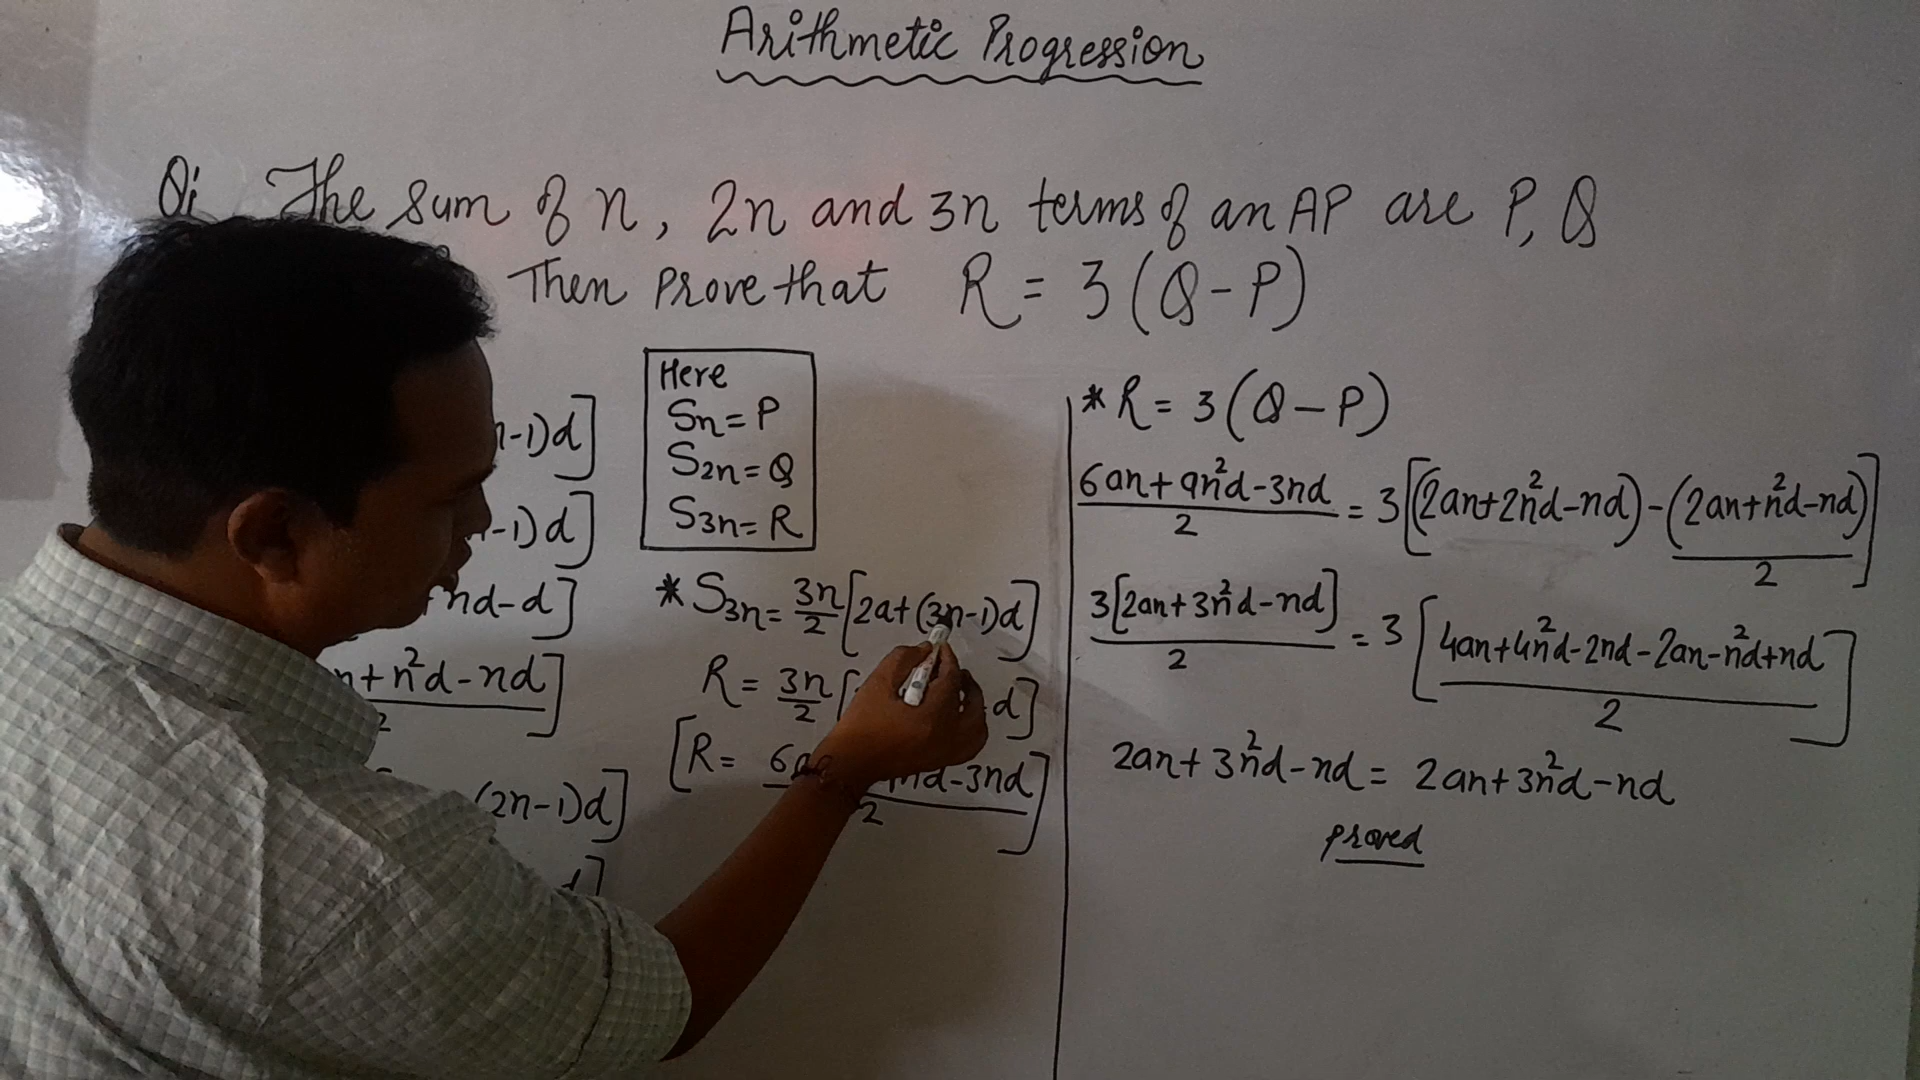 Arithmetic Progression
Q: The sum of n, 2n and 3n terms of an AP are P, Q
Then prove that R = 3(Q-P)
n-1)d]
-1)d]
+nd-d]
n+n²d-nd]
2
(2n-1)d]
d]
Here
Sn=P
S2n=Q
S3n=R
* S3n= 3n/2 [2a+(3n-1)d]
R= 3n/2 [ d]
[R= 6a nd-3nd]
2
* R= 3(Q-P)
6an+9n²d-3nd / 2 = 3[(2an+2n²d-nd)-(2an+n²d-nd) / 2]
3[2an+3n²d-nd] / 2 = 3[4an+4n²d-2nd-2an-n²d+nd / 2]
2an+3n²d-nd= 2an+3n²d-nd
proved